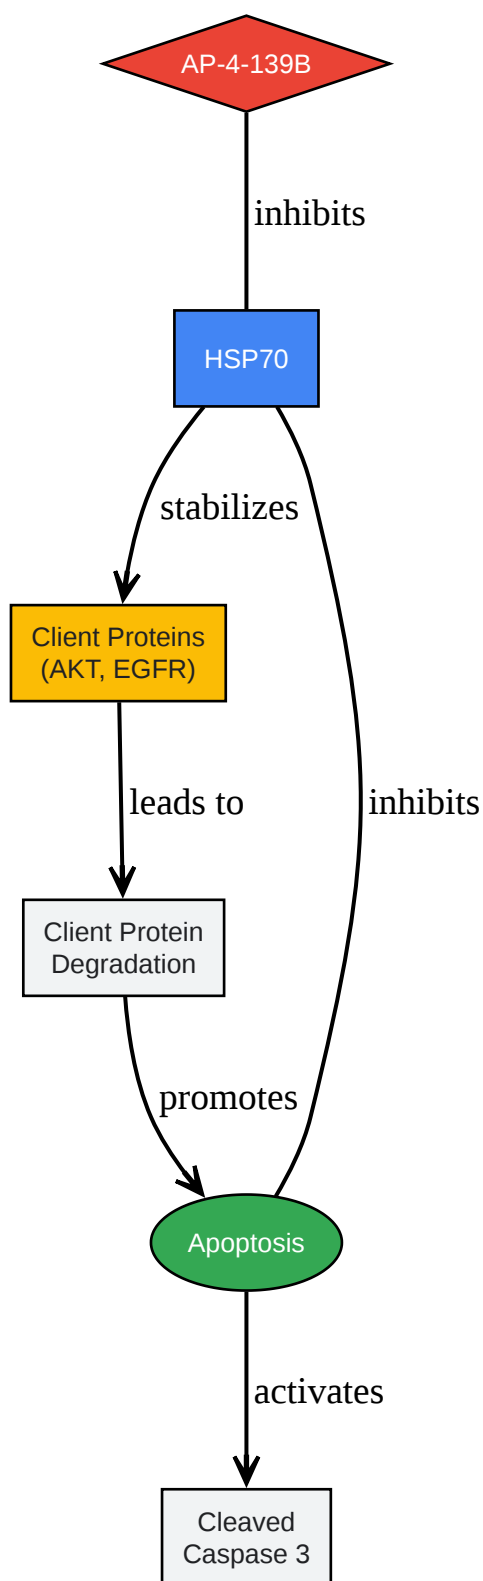 AP-4-139B
inhibits
HSP70
stabilizes
Client Proteins
(AKT, EGFR)
leads to
inhibits
Client Protein
Degradation
promotes
Apoptosis
activates
Cleaved
Caspase 3